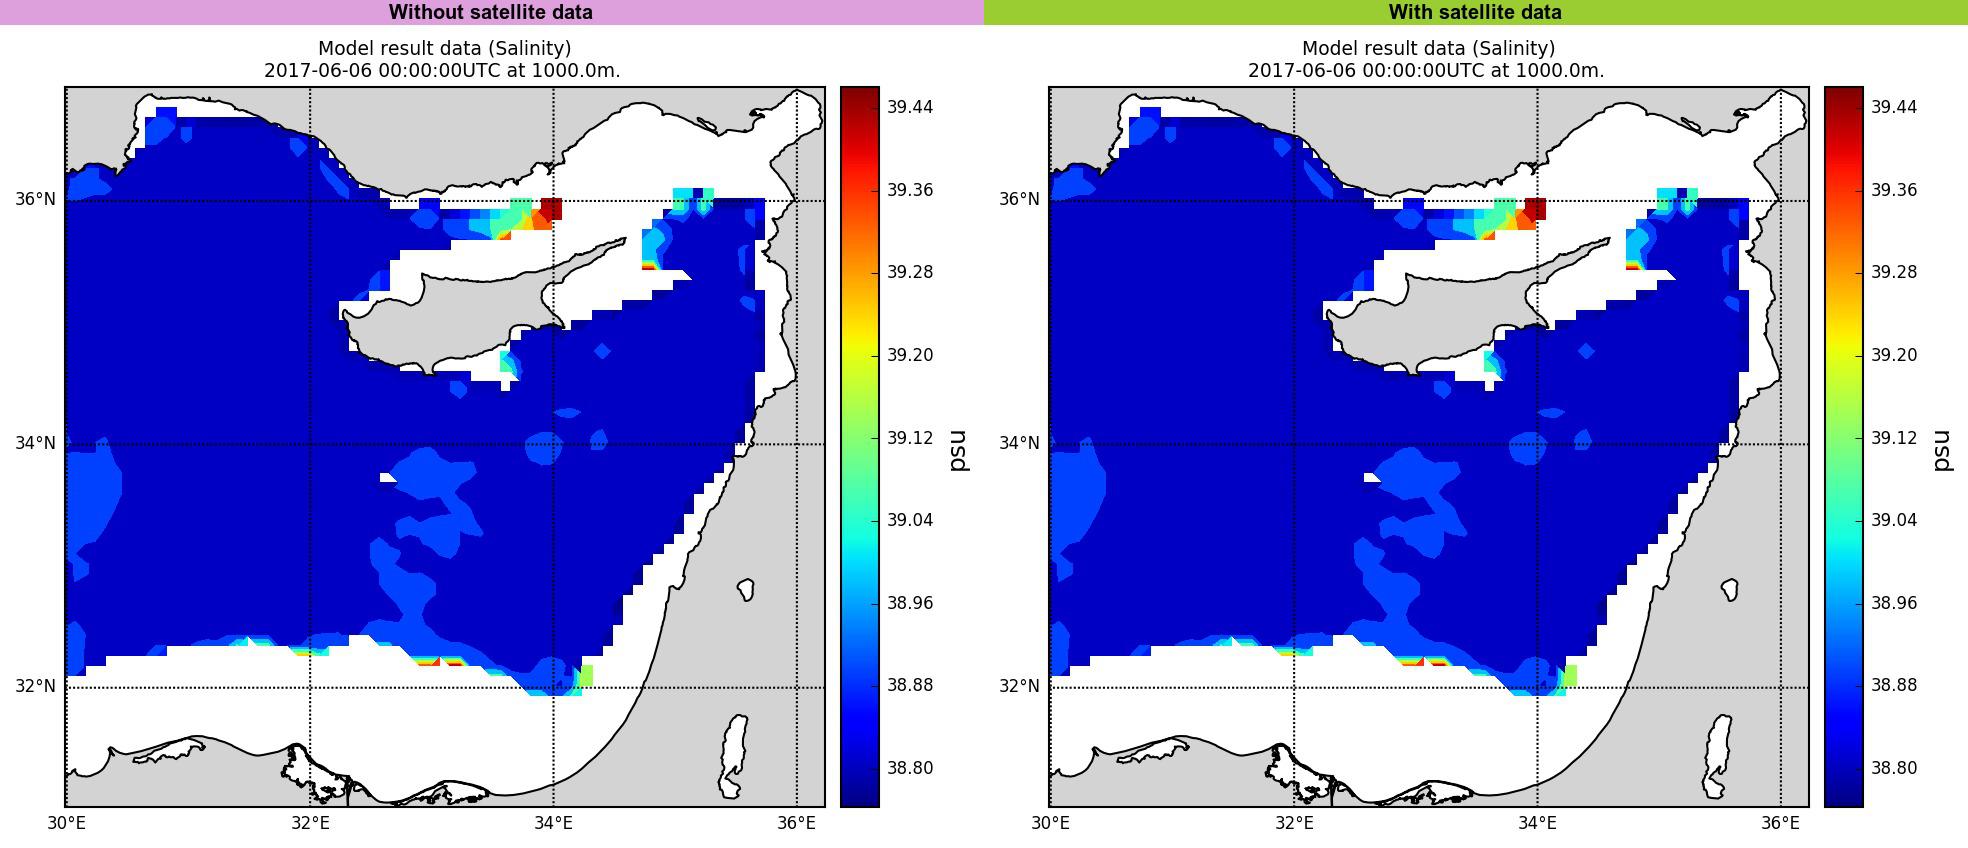 Without satellite data
With satellite data
Model result data (Salinity)
2017-06-06 00:00:00UTC at 1000.0m.
36°N
34°N
32°N
30°E
32°E
34°E
36°E
39.44
39.36
39.28
39.20
39.12
39.04
38.96
38.88
38.80
psu
Model result data (Salinity)
2017-06-06 00:00:00UTC at 1000.0m.
36°N
34°N
32°N
30°E
32°E
34°E
36°E
39.44
39.36
39.28
39.20
39.12
39.04
38.96
38.88
38.80
psu